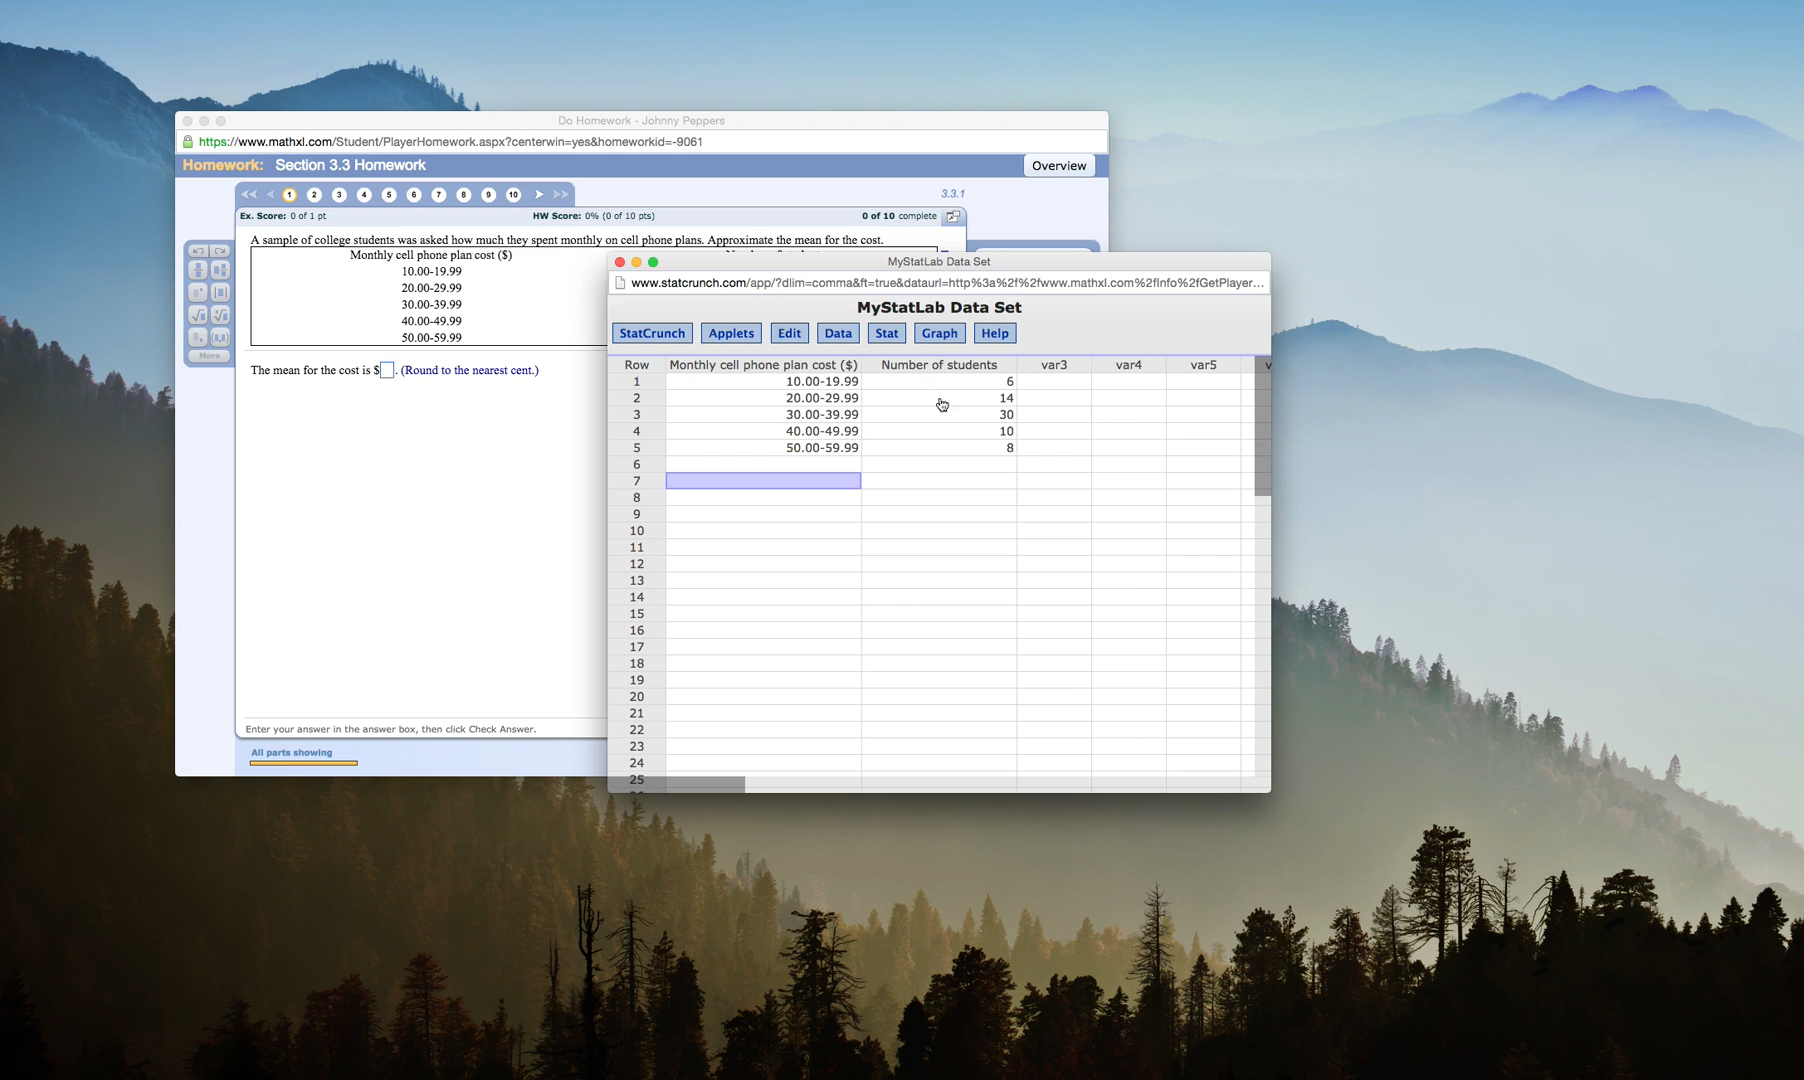 Do Homework - Johnny Peppers
https://www.mathxl.com/Student/PlayerHomework.aspx?centerwin=yes&homeworkid=-9061
Homework: Section 3.3 Homework
Overview
1 2 3 4 5 6 7 8 9 10
3.3.1
Ex. Score: 0 of 1 pt HW Score: 0% (0 of 10 pts) 0 of 10 complete
A sample of college students was asked how much they spent monthly on cell phone plans. Approximate the mean for the cost.
Monthly cell phone plan cost ($)
10.00-19.99
20.00-29.99
30.00-39.99
40.00-49.99
50.00-59.99
More
The mean for the cost is $ . (Round to the nearest cent.)
Enter your answer in the answer box, then click Check Answer.
All parts showing
MyStatLab Data Set
www.statcrunch.com/app/?dlim=comma&ft=true&dataurl=http%3a%2f%2fwww.mathxl.com%2fInfo%2fGetPlayer...
MyStatLab Data Set
StatCrunch Applets Edit Data Stat Graph Help
Row Monthly cell phone plan cost ($) Number of students var3 var4 var5 v
1 10.00-19.99 6
2 20.00-29.99 14
3 30.00-39.99 30
4 40.00-49.99 10
5 50.00-59.99 8
6
7
8
9
10
11
12
13
14
15
16
17
18
19
20
21
22
23
24
25